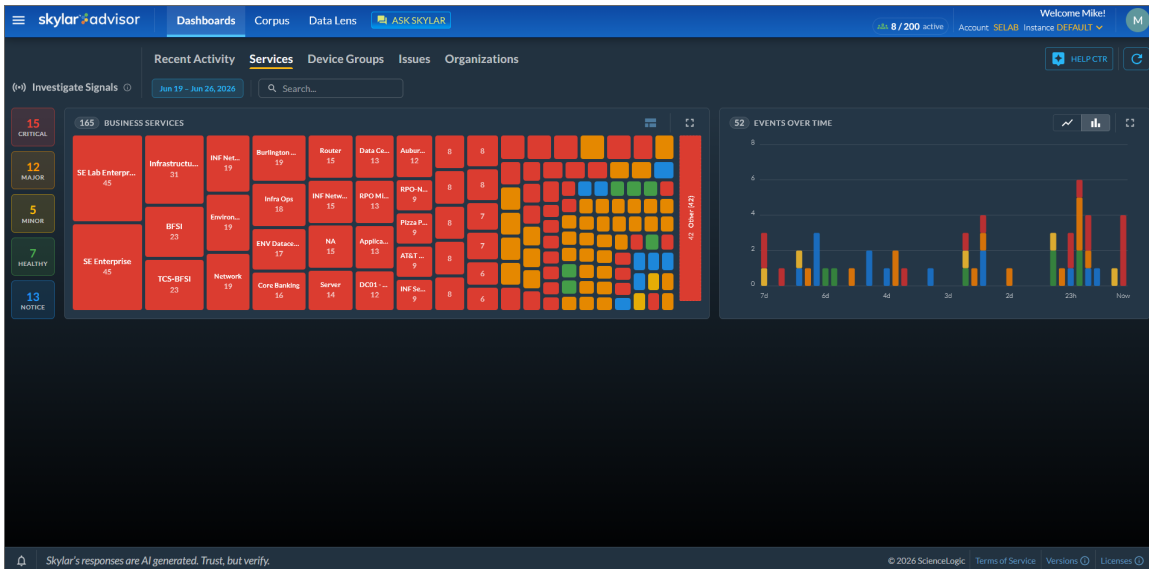 skylar advisor
Dashboards
Corpus
Data Lens
ASK SKYLAR
8 / 200 active
Welcome Mike!
Account SELAB Instance DEFAULT
M
Recent Activity
Services
Device Groups
Issues
Organizations
HELP CTR
Investigate Signals
Jun 19 – Jun 26, 2026
Search...
15
CRITICAL
12
MAJOR
5
MINOR
7
HEALTHY
13
NOTICE
165 BUSINESS SERVICES
SE Lab Enterpr...
45
SE Enterprise
45
Infrastructu...
31
BFSI
23
TCS-BFSI
23
INF Net...
19
Environ...
19
Network
19
Burlington ...
19
Infra Ops
18
ENV Datace...
17
Core Banking
16
Router
15
INF Netw...
15
NA
15
Server
14
Data Ce...
13
RPO Mi...
13
Applica...
13
DC01 - ...
12
Aubur...
12
RPO-N...
9
Pizza P...
9
AT&T ...
9
INF Se...
9
8
8
8
8
8
8
8
7
7
6
6
42 Other (42)
52 EVENTS OVER TIME
8
6
4
2
0
7d
6d
4d
3d
2d
23h
Now
Skylar's responses are AI generated. Trust, but verify.
© 2026 ScienceLogic
Terms of Service
Versions
Licenses